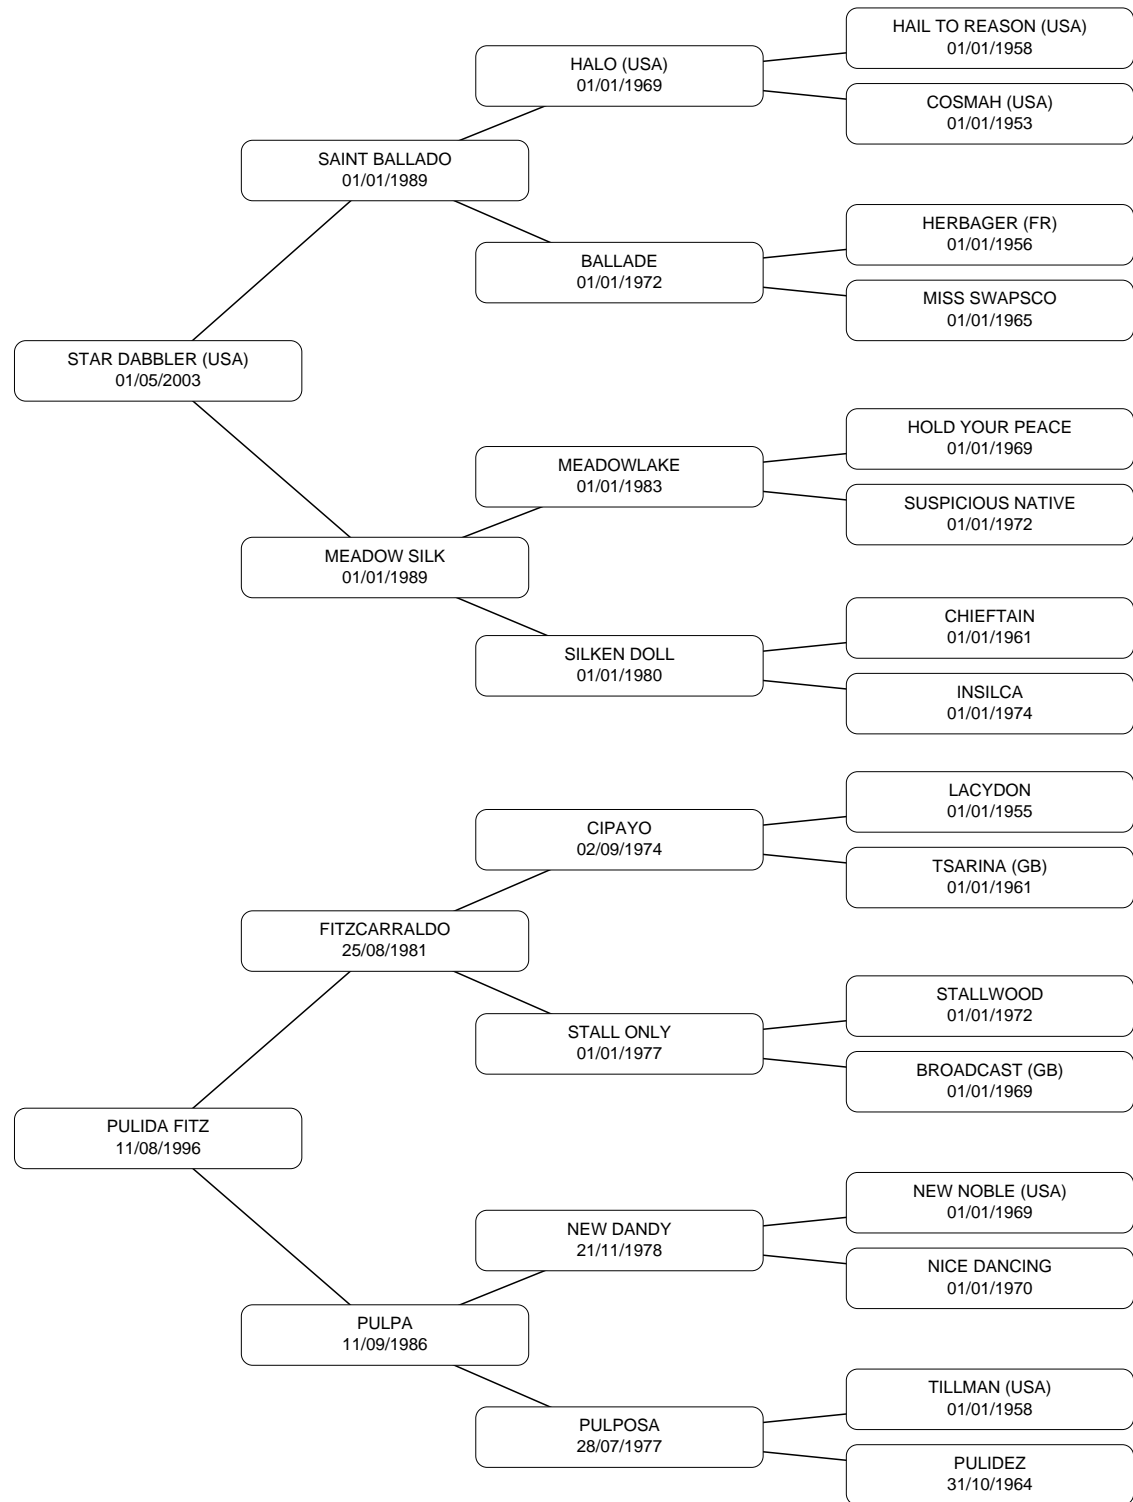 HAIL TO REASON (USA)
01/01/1958
HALO (USA)
01/01/1969
COSMAH (USA)
01/01/1953
SAINT BALLADO
01/01/1989
HERBAGER (FR)
01/01/1956
BALLADE
01/01/1972
MISS SWAPSCO
01/01/1965
STAR DABBLER (USA)
01/05/2003
HOLD YOUR PEACE
01/01/1969
MEADOWLAKE
01/01/1983
SUSPICIOUS NATIVE
01/01/1972
MEADOW SILK
01/01/1989
CHIEFTAIN
01/01/1961
SILKEN DOLL
01/01/1980
INSILCA
01/01/1974
LACYDON
01/01/1955
CIPAYO
02/09/1974
TSARINA (GB)
01/01/1961
FITZCARRALDO
25/08/1981
STALLWOOD
01/01/1972
STALL ONLY
01/01/1977
BROADCAST (GB)
01/01/1969
PULIDA FITZ
11/08/1996
NEW NOBLE (USA)
01/01/1969
NEW DANDY
21/11/1978
NICE DANCING
01/01/1970
PULPA
11/09/1986
TILLMAN (USA)
01/01/1958
PULPOSA
28/07/1977
PULIDEZ
31/10/1964